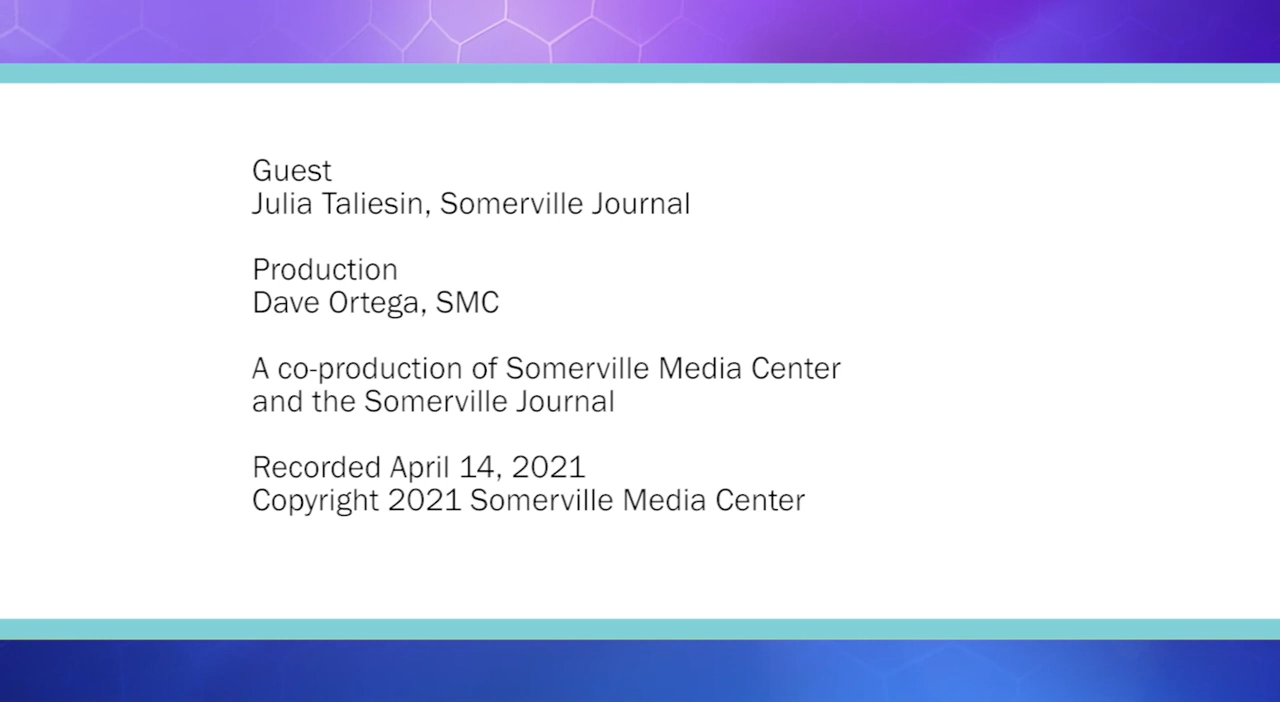 Guest
Julia Taliesin, Somerville Journal
Production
Dave Ortega, SMC
A co-production of Somerville Media Center
and the Somerville Journal
Recorded April 14, 2021
Copyright 2021 Somerville Media Center